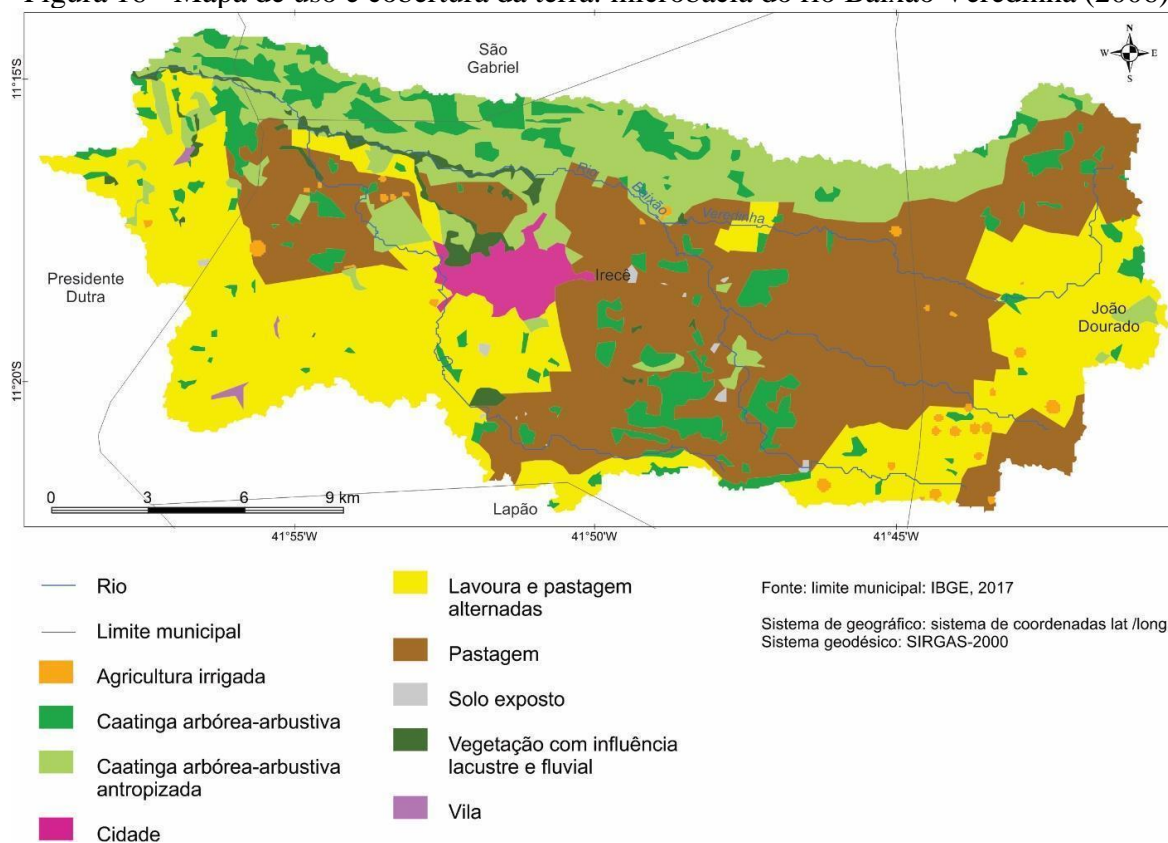 Figura 16 - Mapa de uso e cobertura da terra: microbacia do rio Baixão-Veredinha (2008)
São
Gabriel
N
W E
S
11°15'S
Rio
Baixão
Veredinha
Presidente
Dutra
Irecê
João
Dourado
11°20'S
0 3 6 9 km
Lapão
41°55'W 41°50'W 41°45'W
Rio
Limite municipal
Agricultura irrigada
Caatinga arbórea-arbustiva
Caatinga arbórea-arbustiva
antropizada
Cidade
Lavoura e pastagem
alternadas
Pastagem
Solo exposto
Vegetação com influência
lacustre e fluvial
Vila
Fonte: limite municipal: IBGE, 2017
Sistema de geográfico: sistema de coordenadas lat /long
Sistema geodésico: SIRGAS-2000